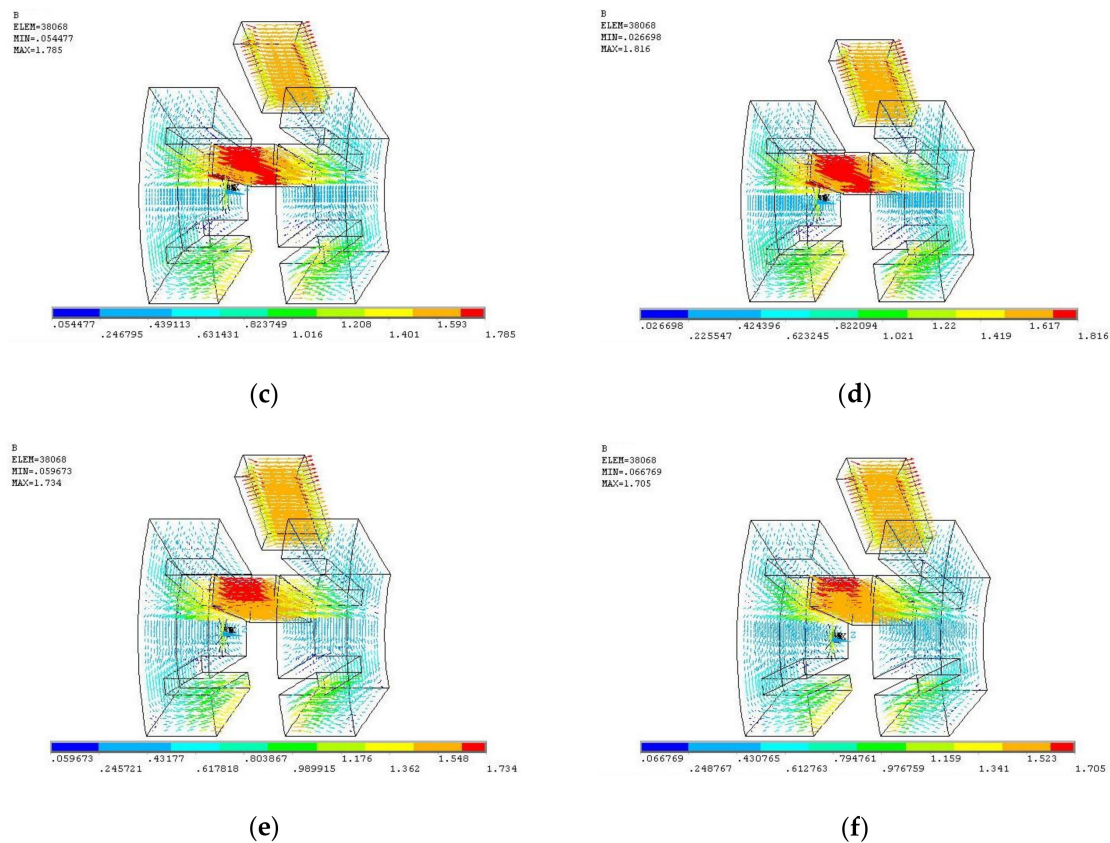 B
ELEM=38068
MIN=.054477
MAX=1.785
.054477 .439113 .823749 1.208 1.593
.246795 .631431 1.016 1.401 1.785
(c)
B
ELEM=38068
MIN=.026698
MAX=1.816
.026698 .424396 .822094 1.22 1.617
.225547 .623245 1.021 1.419 1.816
(d)
B
ELEM=38068
MIN=.059673
MAX=1.734
Z
.059673 .43177 .803867 1.176 1.548
.245721 .617818 .989915 1.362 1.734
(e)
B
ELEM=38068
MIN=.066769
MAX=1.705
Z
.066769 .430765 .794761 1.159 1.523
.248767 .612763 .976759 1.341 1.705
(f)